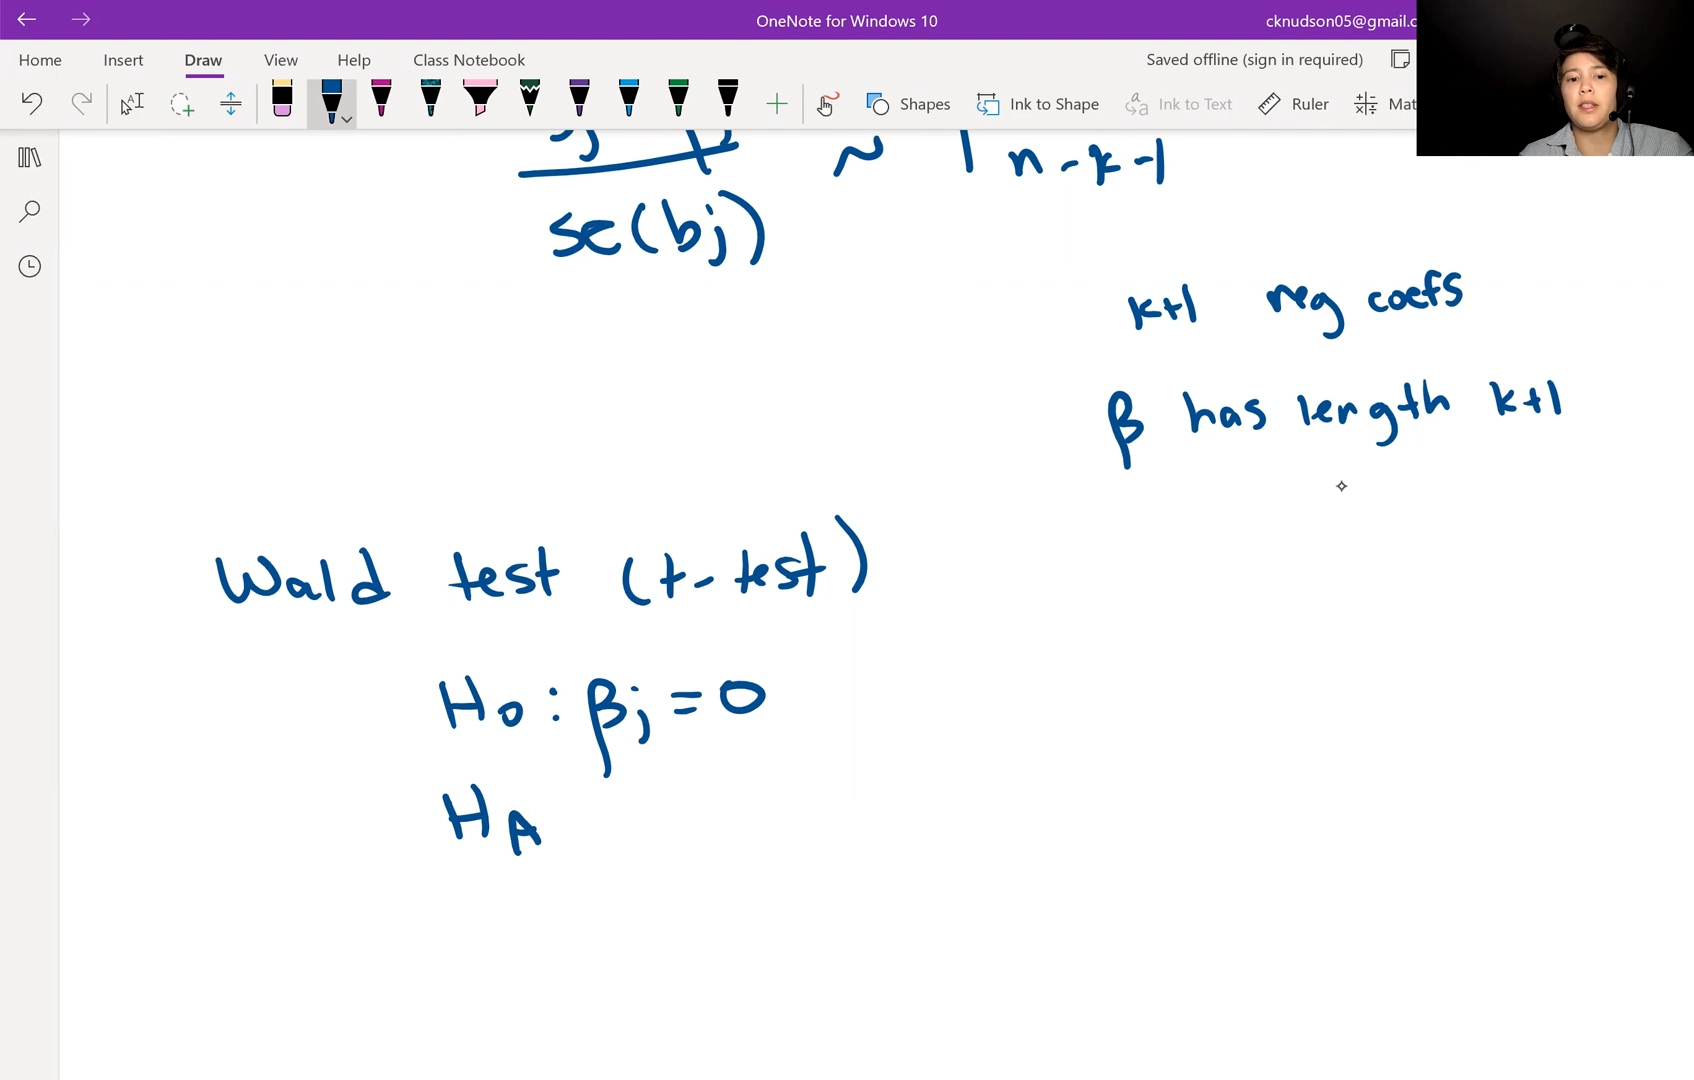 OneNote for Windows 10
cknudson05@gmail.c
Home Insert Draw View Help Class Notebook
Saved offline (sign in required)
Shapes Ink to Shape Ink to Text Ruler Mat
~ T n-k-1
se(bj)
k+1 reg coefs
β has length k+1
Wald test (t-test)
H0: βj = 0
HA